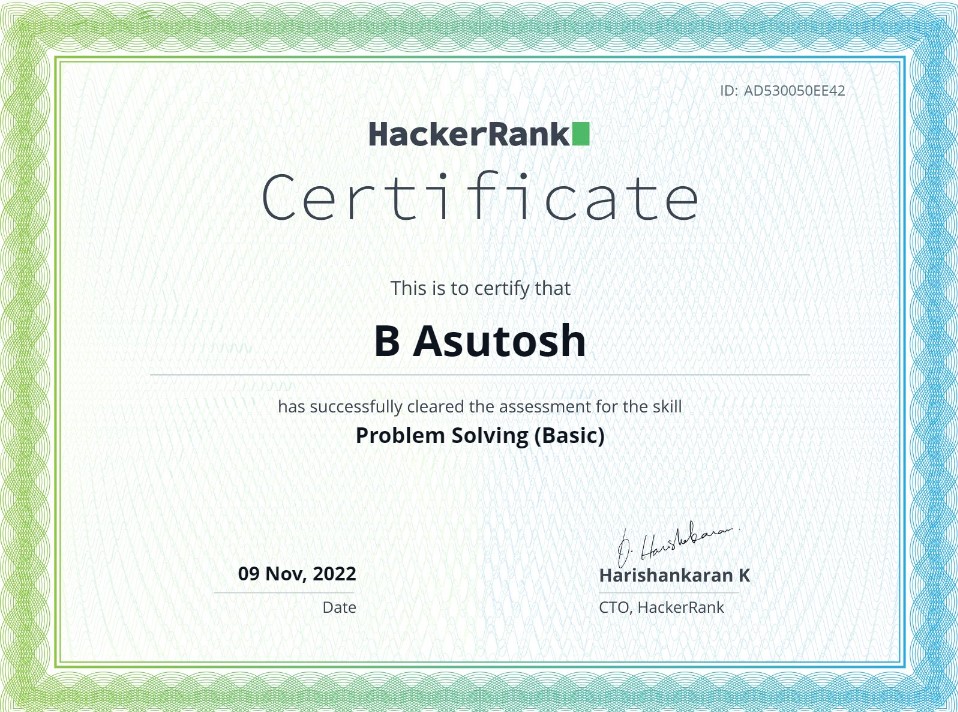 ID: AD530050EE42
HackerRank
Certificate
This is to certify that
B Asutosh
has successfully cleared the assessment for the skill
Problem Solving (Basic)
09 Nov, 2022
Date
D. Harishankaran.
Harishankaran K
CTO, HackerRank